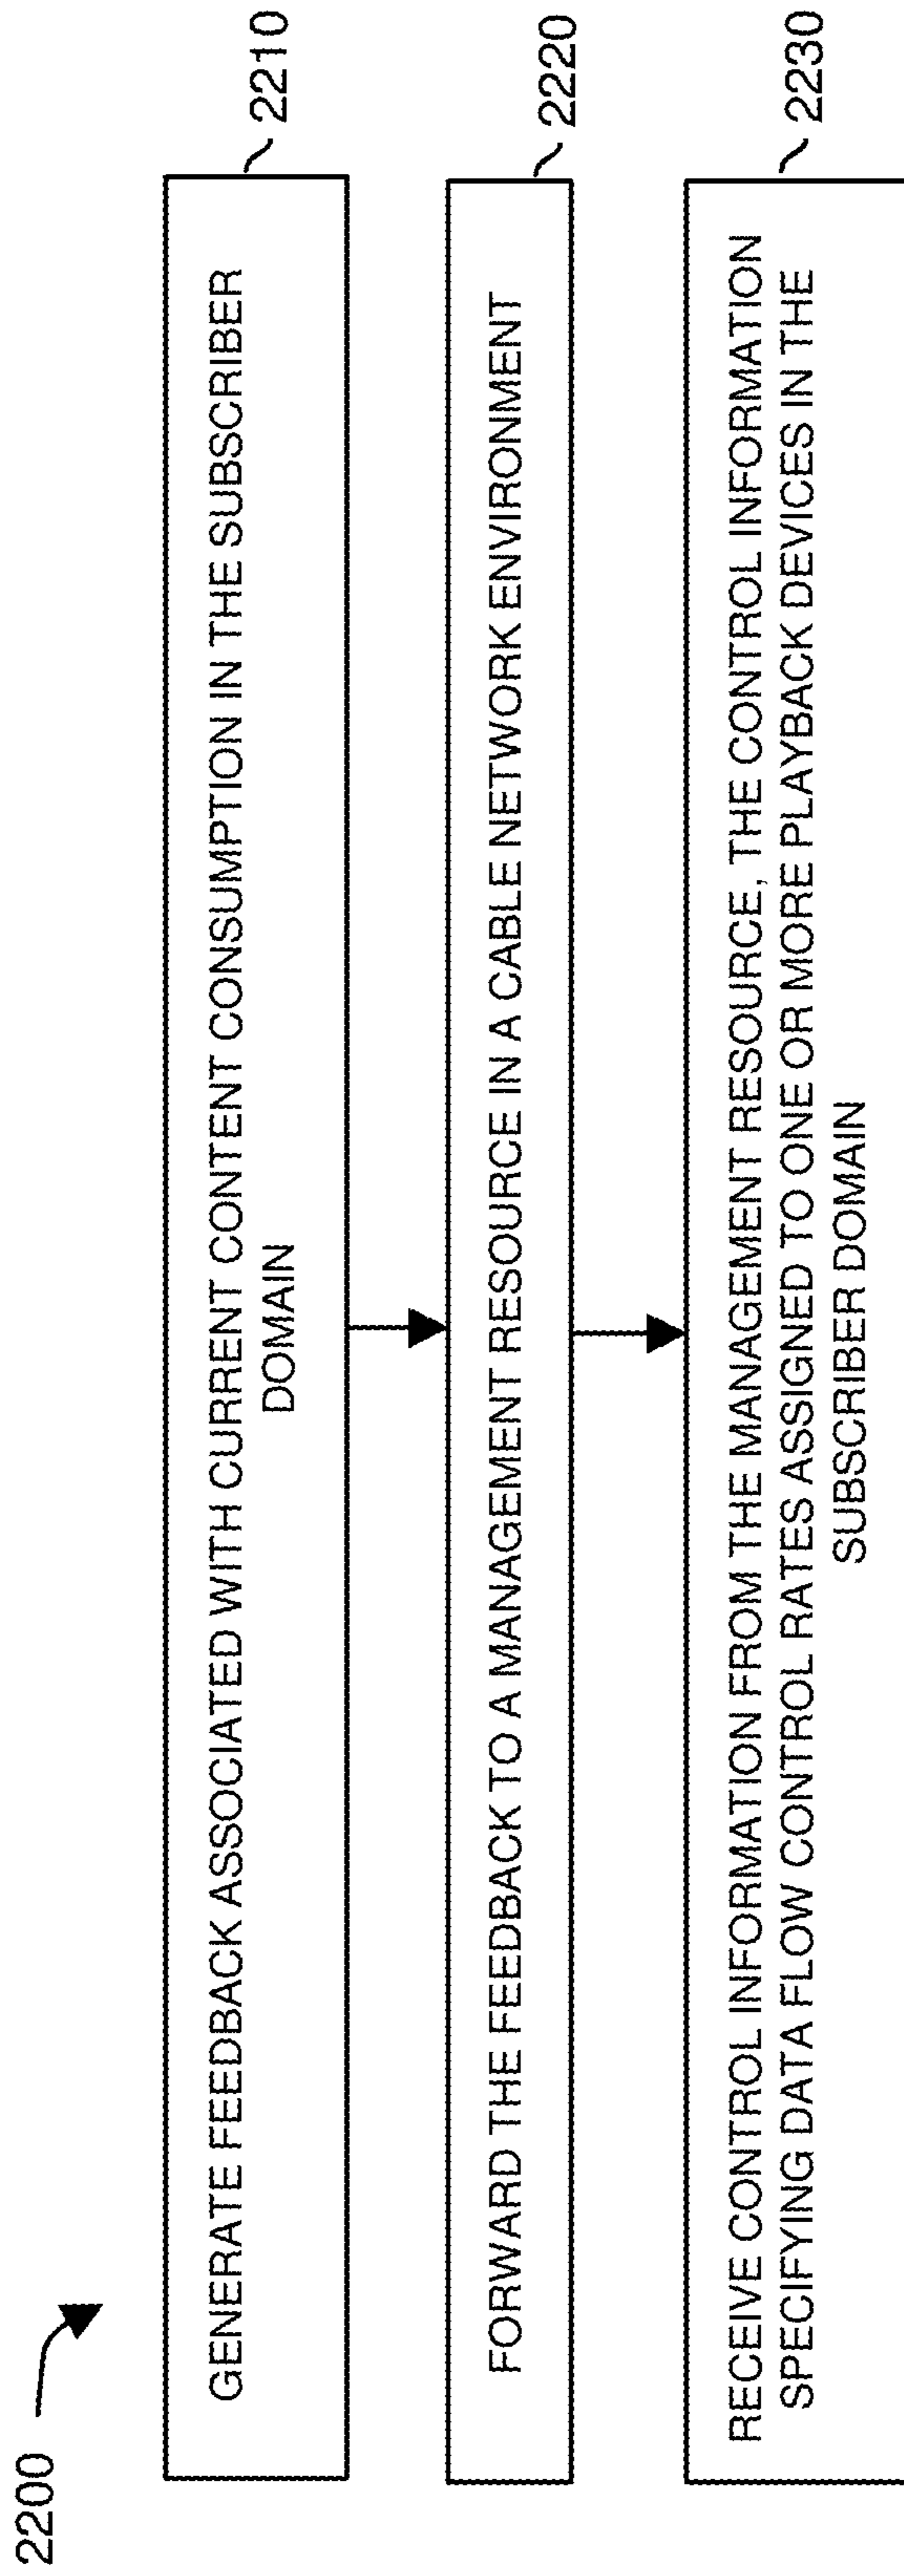 2200
GENERATE FEEDBACK ASSOCIATED WITH CURRENT CONTENT CONSUMPTION IN THE SUBSCRIBER
DOMAIN
2210
FORWARD THE FEEDBACK TO A MANAGEMENT RESOURCE IN A CABLE NETWORK ENVIRONMENT
2220
RECEIVE CONTROL INFORMATION FROM THE MANAGEMENT RESOURCE, THE CONTROL INFORMATION
SPECIFYING DATA FLOW CONTROL RATES ASSIGNED TO ONE OR MORE PLAYBACK DEVICES IN THE
SUBSCRIBER DOMAIN
2230